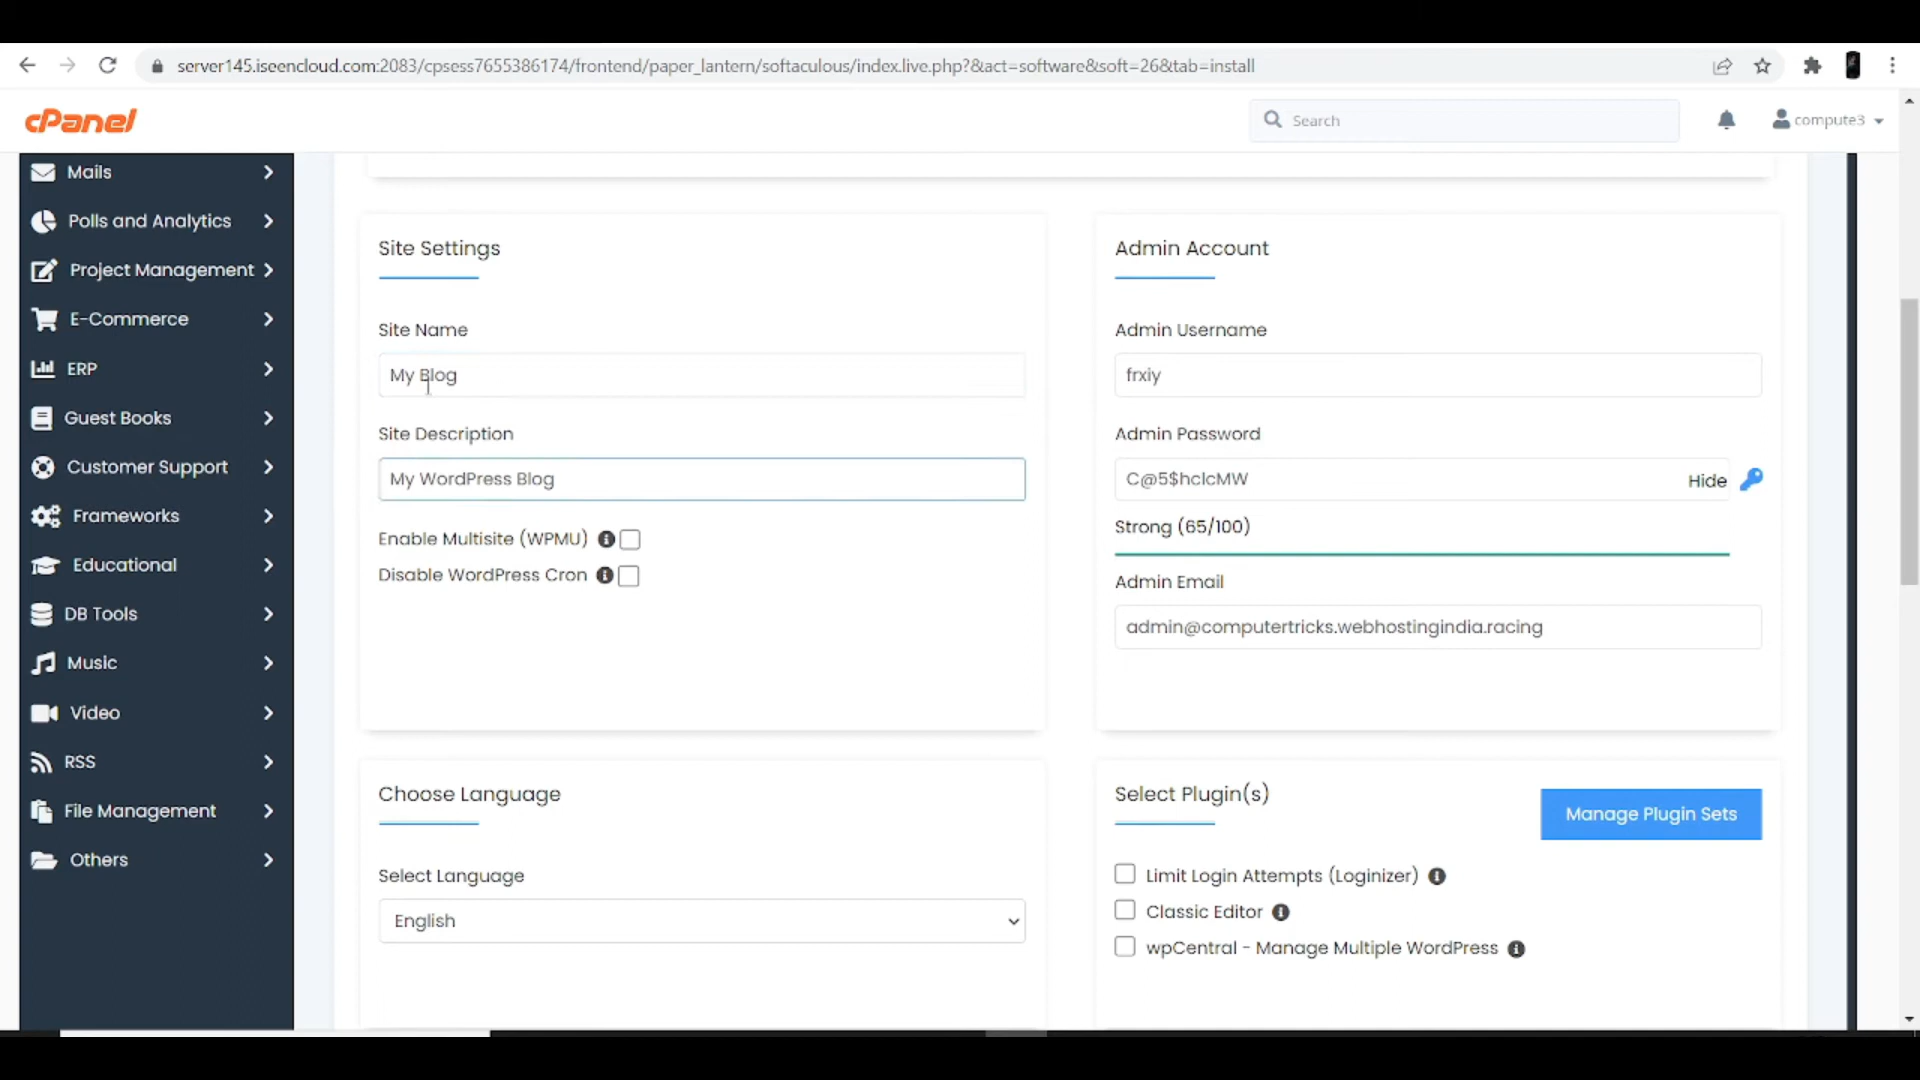 server145.iseencloud.com:2083/cpsess7655386174/frontend/paper_lantern/softaculous/index.live.php?&act=software&soft=26&tab=install
cPanel
Search
compute3
Mails
Polls and Analytics
Project Management
E-Commerce
ERP
Guest Books
Customer Support
Frameworks
Educational
DB Tools
Music
Video
RSS
File Management
Others
Site Settings
Site Name
My Blog
Site Description
My WordPress Blog
Enable Multisite (WPMU)
Disable WordPress Cron
Admin Account
Admin Username
frxiy
Admin Password
C@5$hclcMW
Hide
Strong (65/100)
Admin Email
admin@computertricks.webhostingindia.racing
Choose Language
Select Language
English
Select Plugin(s)
Manage Plugin Sets
Limit Login Attempts (Loginizer)
Classic Editor
wpCentral - Manage Multiple WordPress